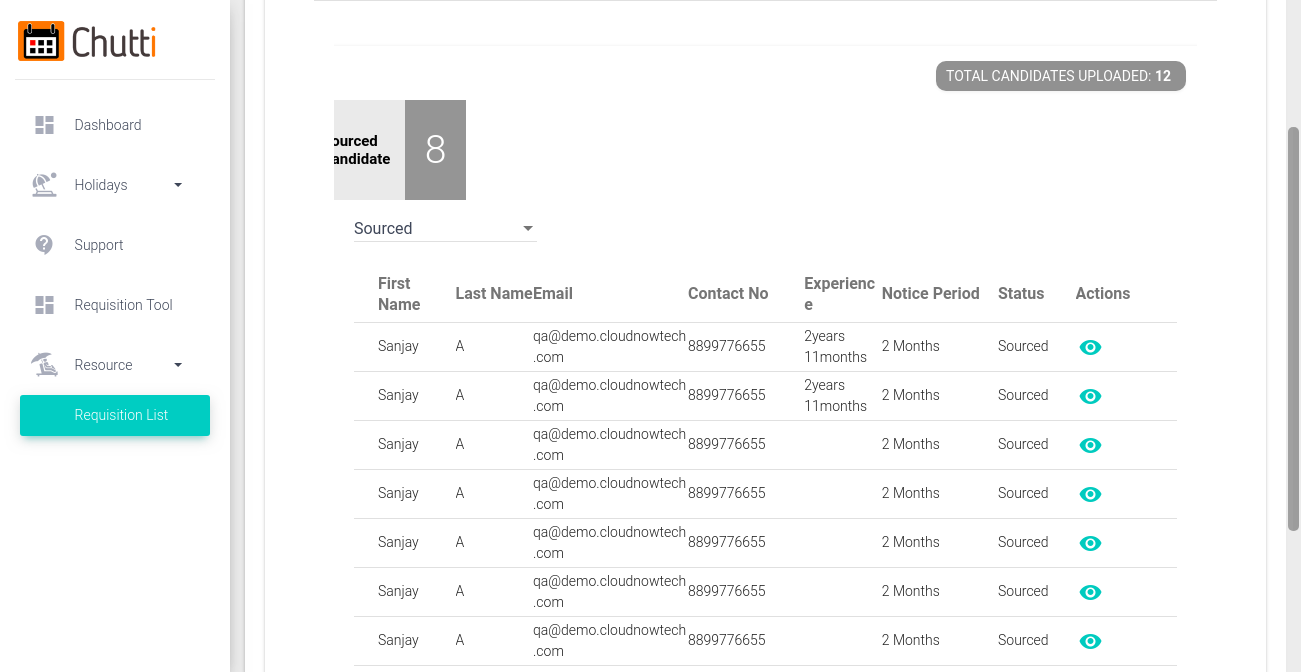 Chutti
Dashboard
Holidays
Support
Requisition Tool
Resource
Requisition List
TOTAL CANDIDATES UPLOADED: 12
ourced
andidate
8
Sourced
First Name Last Name Email Contact No Experience Notice Period Status Actions
Sanjay A qa@demo.cloudnowtech.com 8899776655 2years 11months 2 Months Sourced
Sanjay A qa@demo.cloudnowtech.com 8899776655 2years 11months 2 Months Sourced
Sanjay A qa@demo.cloudnowtech.com 8899776655 2 Months Sourced
Sanjay A qa@demo.cloudnowtech.com 8899776655 2 Months Sourced
Sanjay A qa@demo.cloudnowtech.com 8899776655 2 Months Sourced
Sanjay A qa@demo.cloudnowtech.com 8899776655 2 Months Sourced
Sanjay A qa@demo.cloudnowtech.com 8899776655 2 Months Sourced